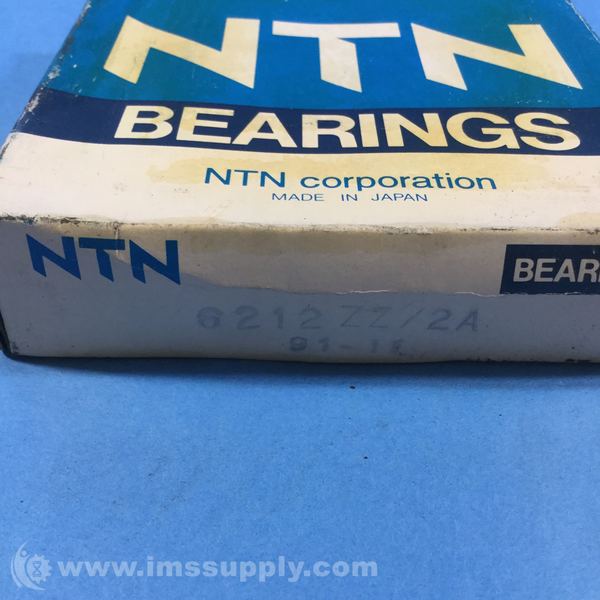 NTN
BEARINGS
NTN corporation
MADE IN JAPAN
NTN
BEAR
6212ZZ/2A
www.imssupply.com